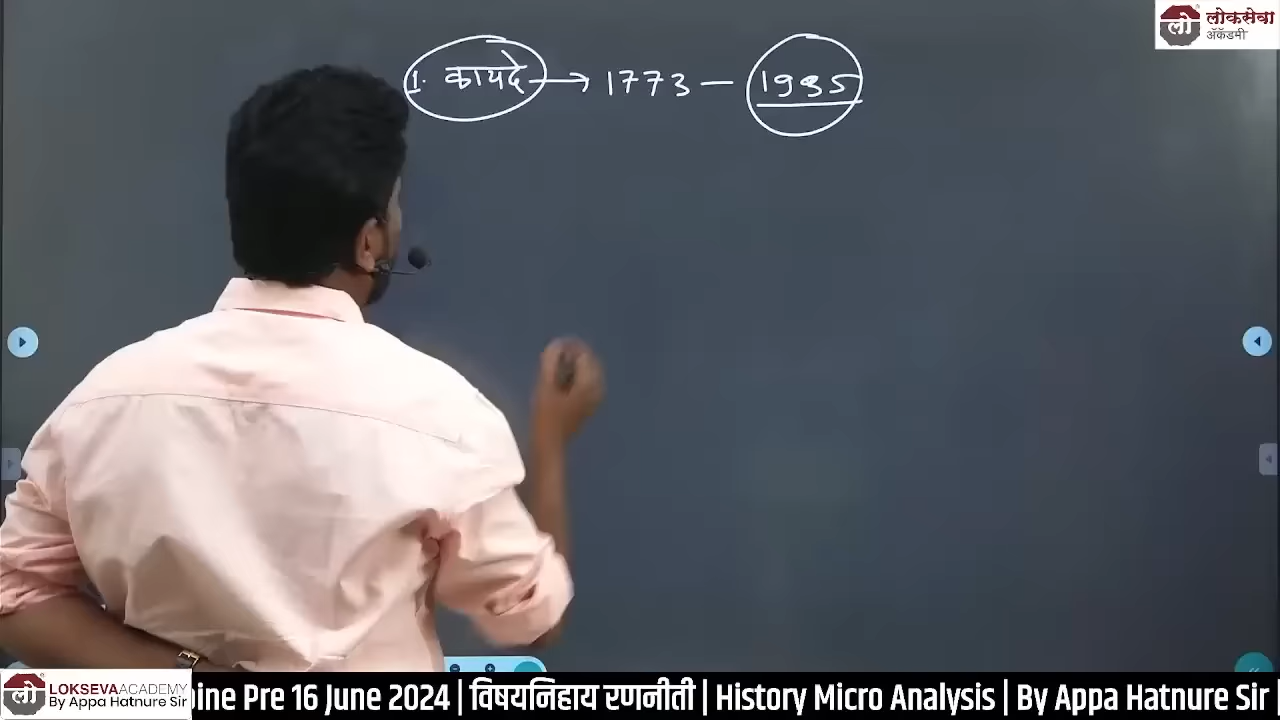 लोकसेवा
लो
ॲकॅडमी
1. कायदे → 1773 - 1935
लो
LOKSEVA ACADEMY
By Appa Hatnure Sir
ine Pre 16 June 2024 | विषयनिहाय रणनीती | History Micro Analysis | By Appa Hatnure Sir |